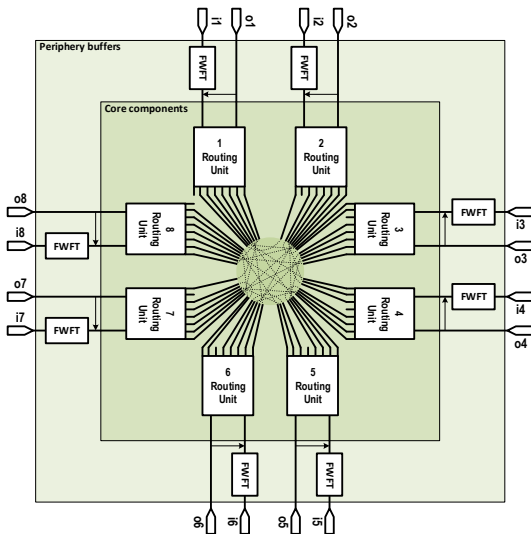 i1
o1
i2
o2
Periphery buffers
FWFT
FWFT
Core components
1
Routing
Unit
2
Routing
Unit
o8
8
Routing
Unit
3
Routing
Unit
FWFT
i3
i8
FWFT
o3
o7
7
Routing
Unit
4
Routing
Unit
FWFT
i4
i7
FWFT
o4
6
Routing
Unit
5
Routing
Unit
FWFT
FWFT
o6
i6
o5
i5